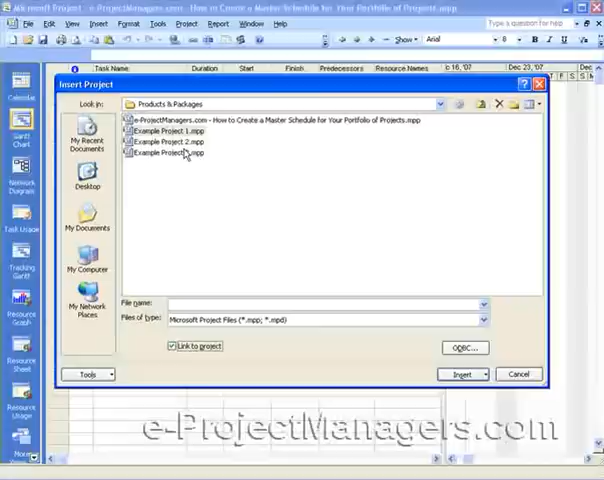 Microsoft Project - e-ProjectManagers.com - How to Create a Master Schedule for Your Portfolio of Projects.mpp
File Edit View Insert Format Tools Project Report Window Type a question for help
Show Arial 8 B I U
Task Name Duration Start Finish Predecessors Resource Names c 16, '07 Dec 23, '07
Insert Project
Look in: Products & Packages
e-ProjectManagers.com - How to Create a Master Schedule for Your Portfolio of Projects.mpp
Example Project 1.mpp
Example Project 2.mpp
Example Project .mpp
My Recent Documents
Desktop
My Documents
My Computer
My Network Places
File name:
Files of type: Microsoft Project Files (*.mpp; *.mpd)
Link to project
ODBC...
Tools Insert Cancel
Calendar
Gantt Chart
Network Diagram
Task Usage
Tracking Gantt
Resource Graph
Resource Sheet
Resource Usage
More
e-ProjectManagers.com